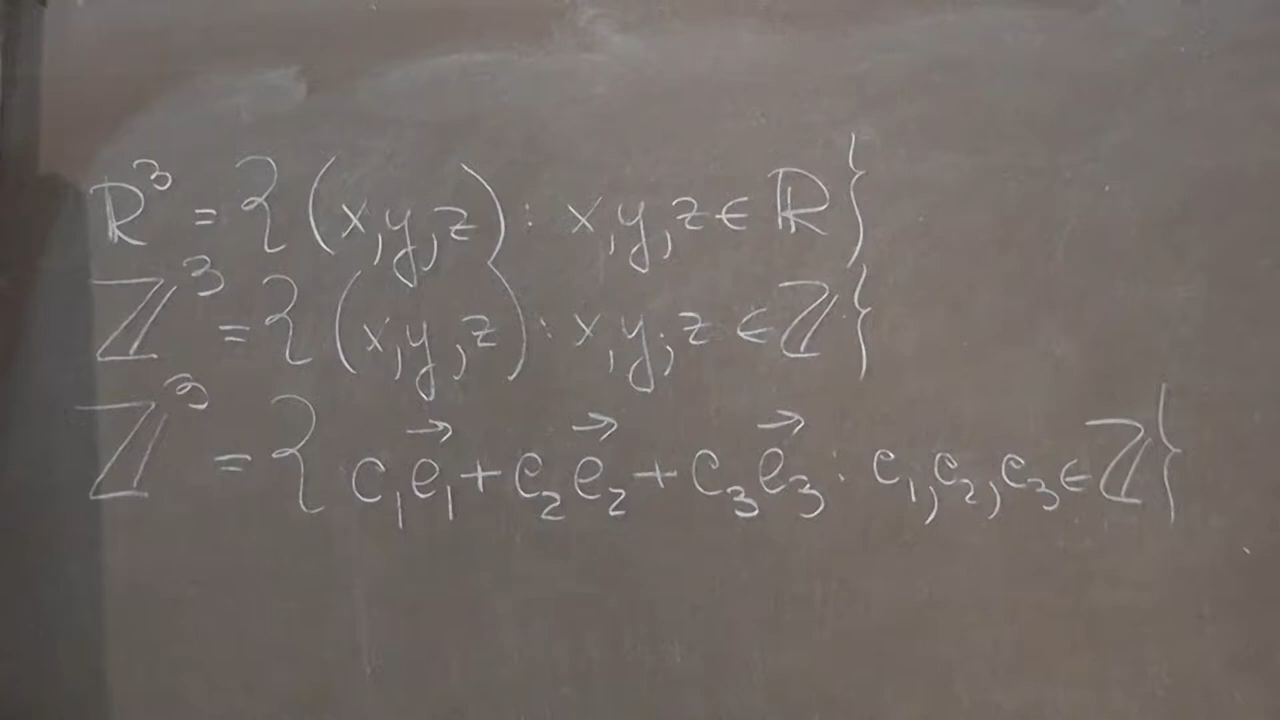 ℝ³ = {(x,y,z) : x,y,z ∈ ℝ}
ℤ³ = {(x,y,z) : x,y,z ∈ ℤ}
ℤ³ = {c₁e⃗₁ + c₂e⃗₂ + c₃e⃗₃ : c₁,c₂,c₃ ∈ ℤ}